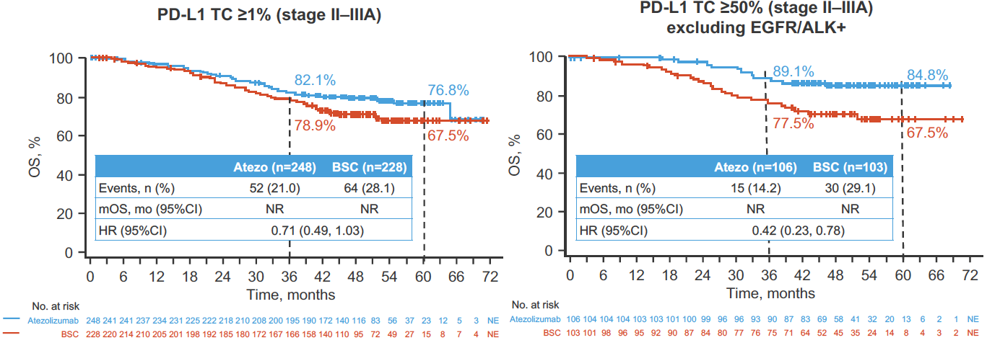 PD-L1 TC ≥1% (stage II–IIIA)
100
80
60
40
20
0
OS, %
82.1%
76.8%
78.9%
67.5%
Atezo (n=248) BSC (n=228)
Events, n (%) 52 (21.0) 64 (28.1)
mOS, mo (95%CI) NR NR
HR (95%CI) 0.71 (0.49, 1.03)
0 6 12 18 24 30 36 42 48 54 60 66 72
Time, months
No. at risk
Atezolizumab 248 241 241 237 234 231 225 222 218 210 208 200 195 190 172 140 116 83 56 37 23 12 5 3 NE
BSC 228 220 214 210 205 201 198 192 185 180 172 167 166 158 140 110 95 72 49 27 15 8 7 4 NE
PD-L1 TC ≥50% (stage II–IIIA)
excluding EGFR/ALK+
100
80
60
40
20
0
OS, %
89.1%
84.8%
77.5%
67.5%
Atezo (n=106) BSC (n=103)
Events, n (%) 15 (14.2) 30 (29.1)
mOS, mo (95%CI) NR NR
HR (95%CI) 0.42 (0.23, 0.78)
0 6 12 18 24 30 36 42 48 54 60 66 72
Time, months
No. at risk
Atezolizumab 106 104 104 104 103 103 101 100 99 96 96 93 90 87 83 69 58 41 32 20 13 6 2 1 NE
BSC 103 101 98 96 95 92 90 87 84 80 77 76 75 71 64 52 45 35 24 14 8 4 3 2 NE